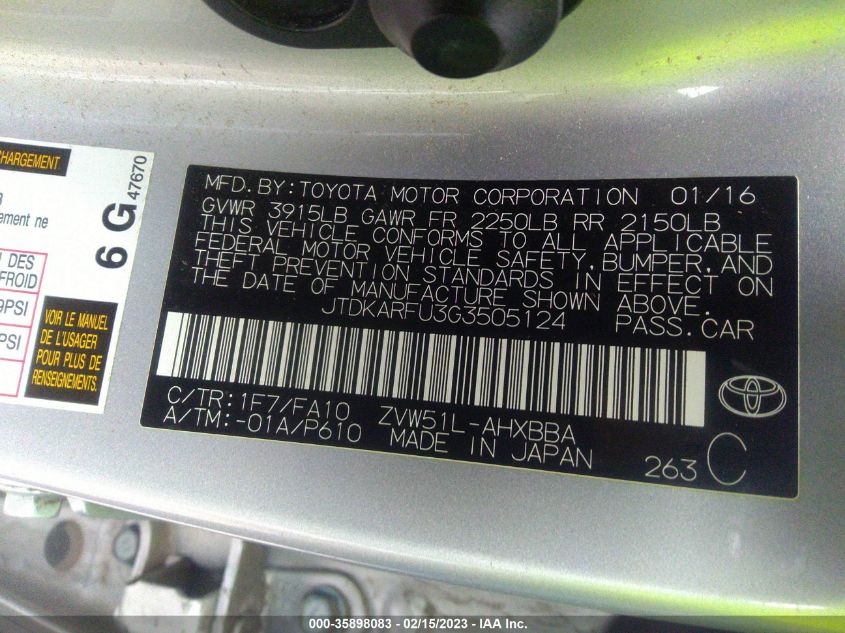 CHARGEMENT
ement ne
N DES
FROID
9PSI
PSI
VOIR LE MANUEL
DE L'USAGER
POUR PLUS DE
RENSEIGNEMENTS.
6 G 47670
MFD. BY: TOYOTA MOTOR CORPORATION 01/16
GVWR 3915LB GAWR FR 2250LB RR 2150LB
THIS VEHICLE CONFORMS TO ALL APPLICABLE
FEDERAL MOTOR VEHICLE SAFETY, BUMPER, AND
THEFT PREVENTION STANDARDS IN EFFECT ON
THE DATE OF MANUFACTURE SHOWN ABOVE.
JTDKARFU3G3505124 PASS. CAR
C/TR: 1F7/FA10 ZVW51L-AHXBBA
A/TM: -01A/P610 MADE IN JAPAN
263 C
000-35898083 - 02/15/2023 - IAA Inc.